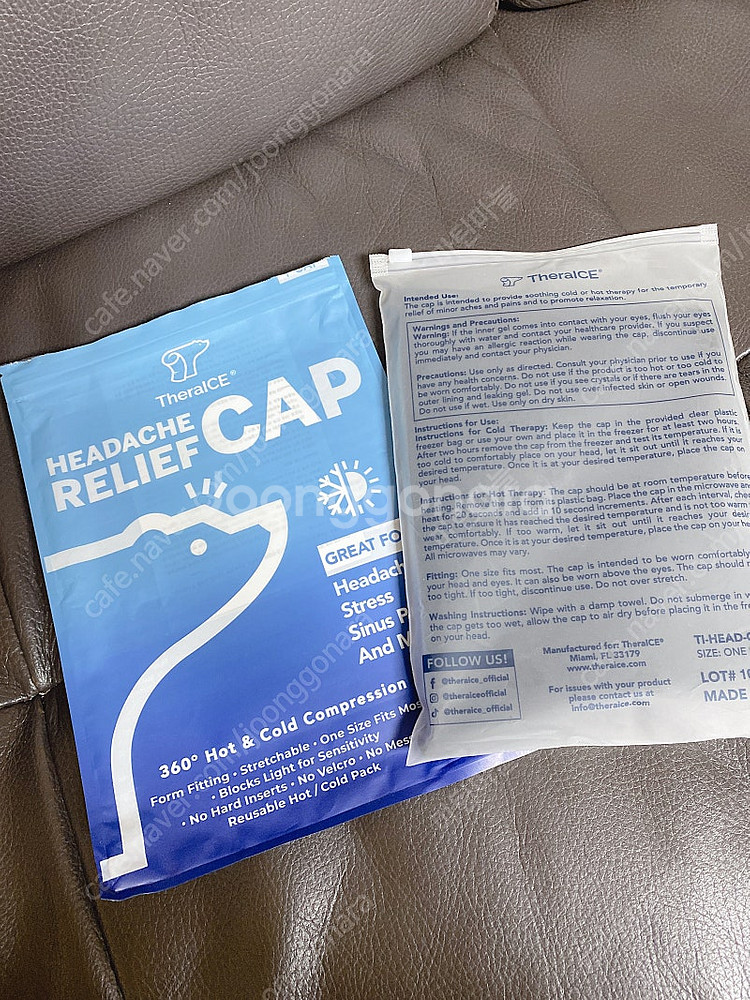 TheraICE®
HEADACHE
RELIEF CAP
GREAT FO
Headach
Stress
Sinus P
And M
360° Hot & Cold Compression
Form Fitting • Stretchable • One Size Fits Mos
• Blocks Light for Sensitivity
• No Hard Inserts • No Velcro • No Mess
Reusable Hot / Cold Pack
TheraICE®
Intended Use:
The cap is intended to provide soothing cold or hot therapy for the temporary
relief of minor aches and pains and to promote relaxation.
Warnings and Precautions:
Warning: If the inner gel comes into contact with your eyes, flush your eyes
thoroughly with water and contact your healthcare provider. If you suspect
you may have an allergic reaction while wearing the cap, discontinue use
immediately and contact your physician.
Precautions: Use only as directed. Consult your physician prior to use if you
have any health concerns. Do not use if the product is too hot or too cold to
be worn comfortably. Do not use if you see crystals or if there are tears in the
outer lining and leaking gel. Do not use over infected skin or open wounds.
Do not use if wet. Use only on dry skin.
Instructions for Use:
Instructions for Cold Therapy: Keep the cap in the provided clear plastic
freezer bag or use your own and place it in the freezer for at least two hours.
After two hours remove the cap from the freezer and test its temperature. If it is
too cold to comfortably place on your head, let it sit out until it reaches your
desired temperature. Once it is at your desired temperature, place the cap on
your head.
Instructions for Hot Therapy: The cap should be at room temperature before
removing it from its plastic bag. Place the cap in the microwave and
heat for 20 seconds and add in 10 second increments. After each interval, che
the cap to ensure it has reached the desired temperature and is not too warm
wear comfortably. If too warm, let it sit out until it reaches your desir
temperature. Once it is at your desired temperature, place the cap on your h
All microwaves may vary.
Fitting: One size fits most. The cap is intended to be worn comfortably
your head and eyes. It can also be worn above the eyes. The cap should n
too tight. If too tight, discontinue use. Do not over stretch.
Washing Instructions: Wipe with a damp towel. Do not submerge in w
the cap gets too wet, allow the cap to air dry before placing it in the fre
on your head.
FOLLOW US!
@theraice_official
@theraiceofficial
@theraice_official
Manufactured for: TheraICE®
Miami, FL 33179
www.theraice.com
For issues with your product
please contact us at
info@theraice.com
TI-HEAD-C
SIZE: ONE
LOT# 10
MADE
Joonggonara
cafe.naver.com/joonggonara